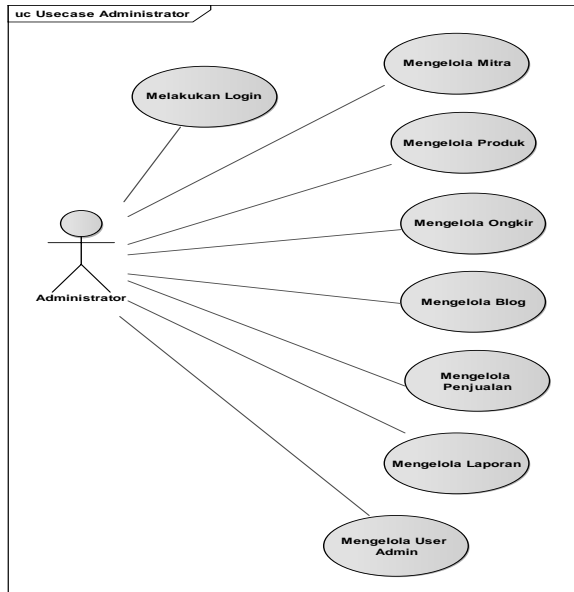 uc Usecase Administrator
Melakukan Login
Mengelola Mitra
Mengelola Produk
Mengelola Ongkir
Administrator
Mengelola Blog
Mengelola
Penjualan
Mengelola Laporan
Mengelola User
Admin